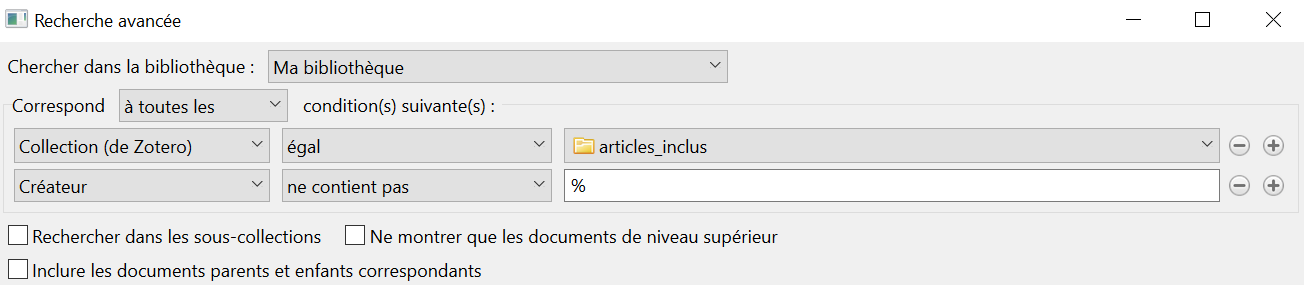 Recherche avancée
Chercher dans la bibliothèque : Ma bibliothèque
Correspond à toutes les condition(s) suivante(s) :
Collection (de Zotero) égal articles_inclus
Créateur ne contient pas %
Rechercher dans les sous-collections Ne montrer que les documents de niveau supérieur
Inclure les documents parents et enfants correspondants